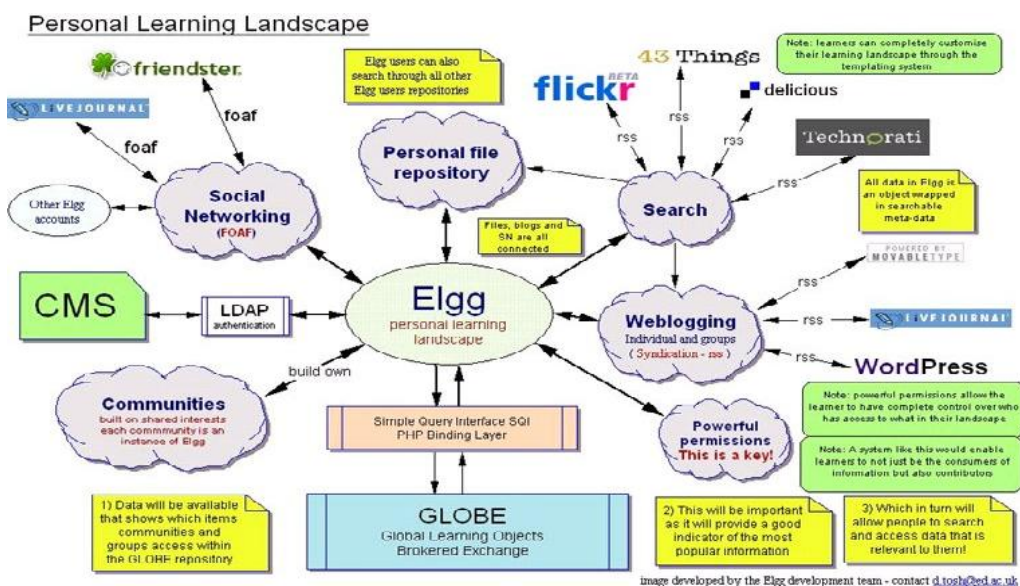 Personal Learning Landscape
friendster.
LiVEJOURNAL
foaf
foaf
Other Elgg
accounts
Social
Networking
(FOAF)
Elgg users can also
search through all other
Elgg users repositories
Personal file
repository
Files, blogs and
SN are all
connected
flickr
BETA
43 Things
delicious
rss
rss
rss
Note: learners can completely customise
their learning landscape through the
templating system
Technorati
rss
Search
All data in Elgg is
an object wrapped
in searchable
meta-data
CMS
LDAP
authentication
Elgg
personal learning
landscape
Weblogging
Individual and groups
( Syndication - rss )
rss
POWERED BY
MOVABLETYPE
rss
LiVEJOURNAL
rss
WordPress
build own
Communities
built on shared interests
each community is an
instance of Elgg
Simple Query Interface SQI
PHP Binding Layer
Powerful
permissions
This is a key!
Note: powerful permissions allow the
learner to have complete control over who
has access to what in their landscape
Note: A system like this would enable
learners to not just be the consumers of
information but also contributors
1) Data will be available
that shows which items
communities and
groups access within
the GLOBE repository
GLOBE
Global Learning Objects
Brokered Exchange
2) This will be important
as it will provide a good
indicator of the most
popular information
3) Which in turn will
allow people to search
and access data that is
relevant to them!
image developed by the Elgg development team - contact d.tosh@ed.ac.uk